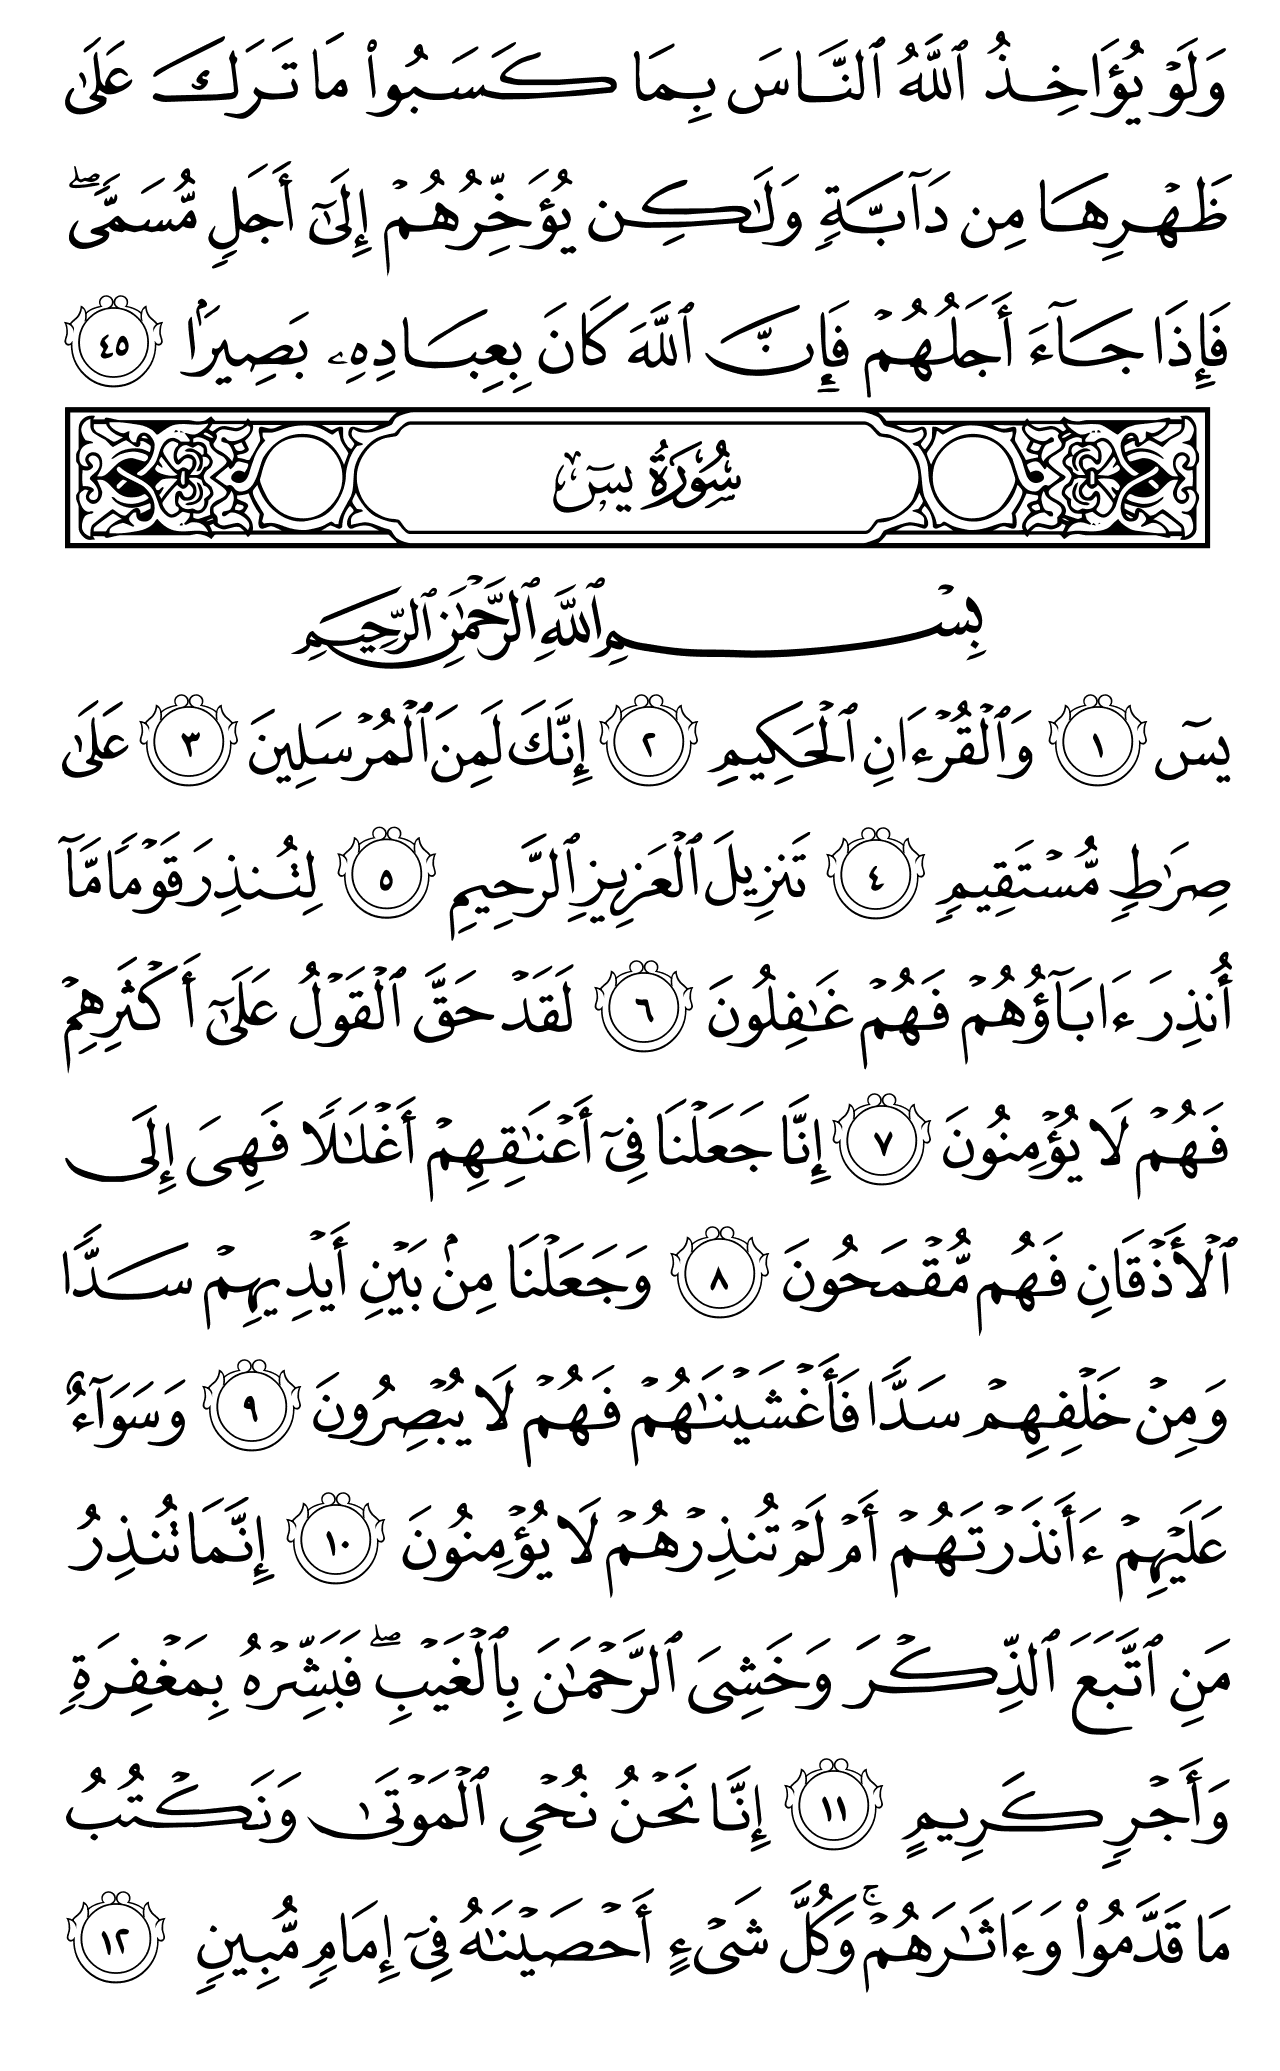 وَلَوۡ يُؤَاخِذُ ٱللَّهُ ٱلنَّاسَ بِمَا كَسَبُواْ مَا تَرَكَ عَلَىٰ
ظَهۡرِهَا مِن دَآبَّةٖ وَلَٰكِن يُؤَخِّرُهُمۡ إِلَىٰٓ أَجَلٖ مُّسَمّٗىۖ
فَإِذَا جَآءَ أَجَلُهُمۡ فَإِنَّ ٱللَّهَ كَانَ بِعِبَادِهِۦ بَصِيرَۢا ٤٥
سُورَةُ يسٓ
بِسۡمِ ٱللَّهِ ٱلرَّحۡمَٰنِ ٱلرَّحِيمِ
يسٓ ١ وَٱلۡقُرۡءَانِ ٱلۡحَكِيمِ ٢ إِنَّكَ لَمِنَ ٱلۡمُرۡسَلِينَ ٣ عَلَىٰ
صِرَٰطٖ مُّسۡتَقِيمٖ ٤ تَنزِيلَ ٱلۡعَزِيزِ ٱلرَّحِيمِ ٥ لِتُنذِرَ قَوۡمٗا مَّآ
أُنذِرَ ءَابَآؤُهُمۡ فَهُمۡ غَٰفِلُونَ ٦ لَقَدۡ حَقَّ ٱلۡقَوۡلُ عَلَىٰٓ أَكۡثَرِهِمۡ
فَهُمۡ لَا يُؤۡمِنُونَ ٧ إِنَّا جَعَلۡنَا فِيٓ أَعۡنَٰقِهِمۡ أَغۡلَٰلٗا فَهِيَ إِلَى
ٱلۡأَذۡقَانِ فَهُم مُّقۡمَحُونَ ٨ وَجَعَلۡنَا مِنۢ بَيۡنِ أَيۡدِيهِمۡ سَدّٗا
وَمِنۡ خَلۡفِهِمۡ سَدّٗا فَأَغۡشَيۡنَٰهُمۡ فَهُمۡ لَا يُبۡصِرُونَ ٩ وَسَوَآءٌ
عَلَيۡهِمۡ ءَأَنذَرۡتَهُمۡ أَمۡ لَمۡ تُنذِرۡهُمۡ لَا يُؤۡمِنُونَ ١٠ إِنَّمَا تُنذِرُ
مَنِ ٱتَّبَعَ ٱلذِّكۡرَ وَخَشِيَ ٱلرَّحۡمَٰنَ بِٱلۡغَيۡبِۖ فَبَشِّرۡهُ بِمَغۡفِرَةٖ
وَأَجۡرٖ كَرِيمٍ ١١ إِنَّا نَحۡنُ نُحۡيِ ٱلۡمَوۡتَىٰ وَنَكۡتُبُ
مَا قَدَّمُواْ وَءَاثَٰرَهُمۡۚ وَكُلَّ شَيۡءٍ أَحۡصَيۡنَٰهُ فِيٓ إِمَامٖ مُّبِينٖ ١٢